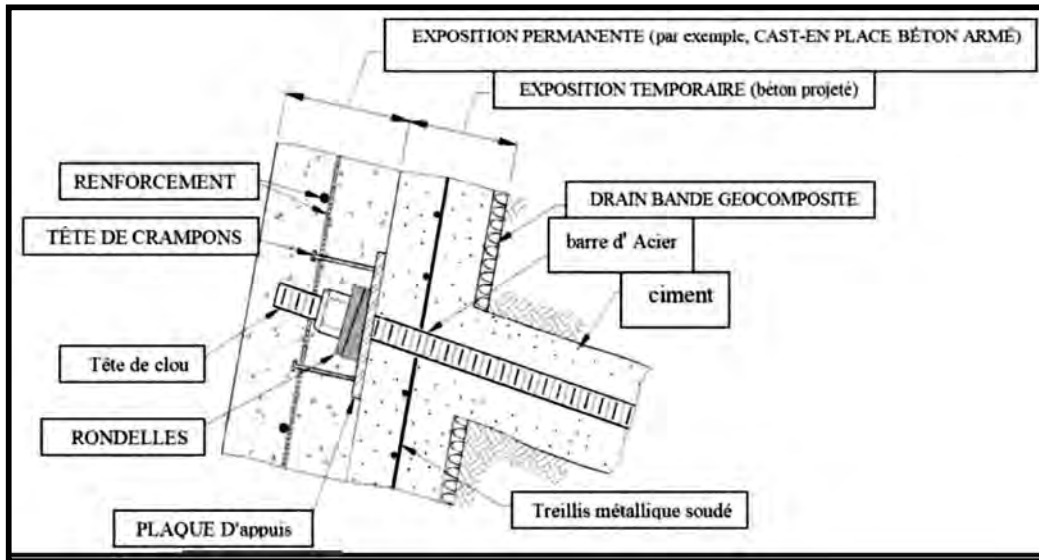 EXPOSITION PERMANENTE (par exemple, CAST-EN PLACE BÉTON ARMÉ)
EXPOSITION TEMPORAIRE (béton projeté)
RENFORCEMENT
DRAIN BANDE GEOCOMPOSITE
TÊTE DE CRAMPONS
barre d' Acier
ciment
Tête de clou
RONDELLES
Treillis métallique soudé
PLAQUE D'appuis